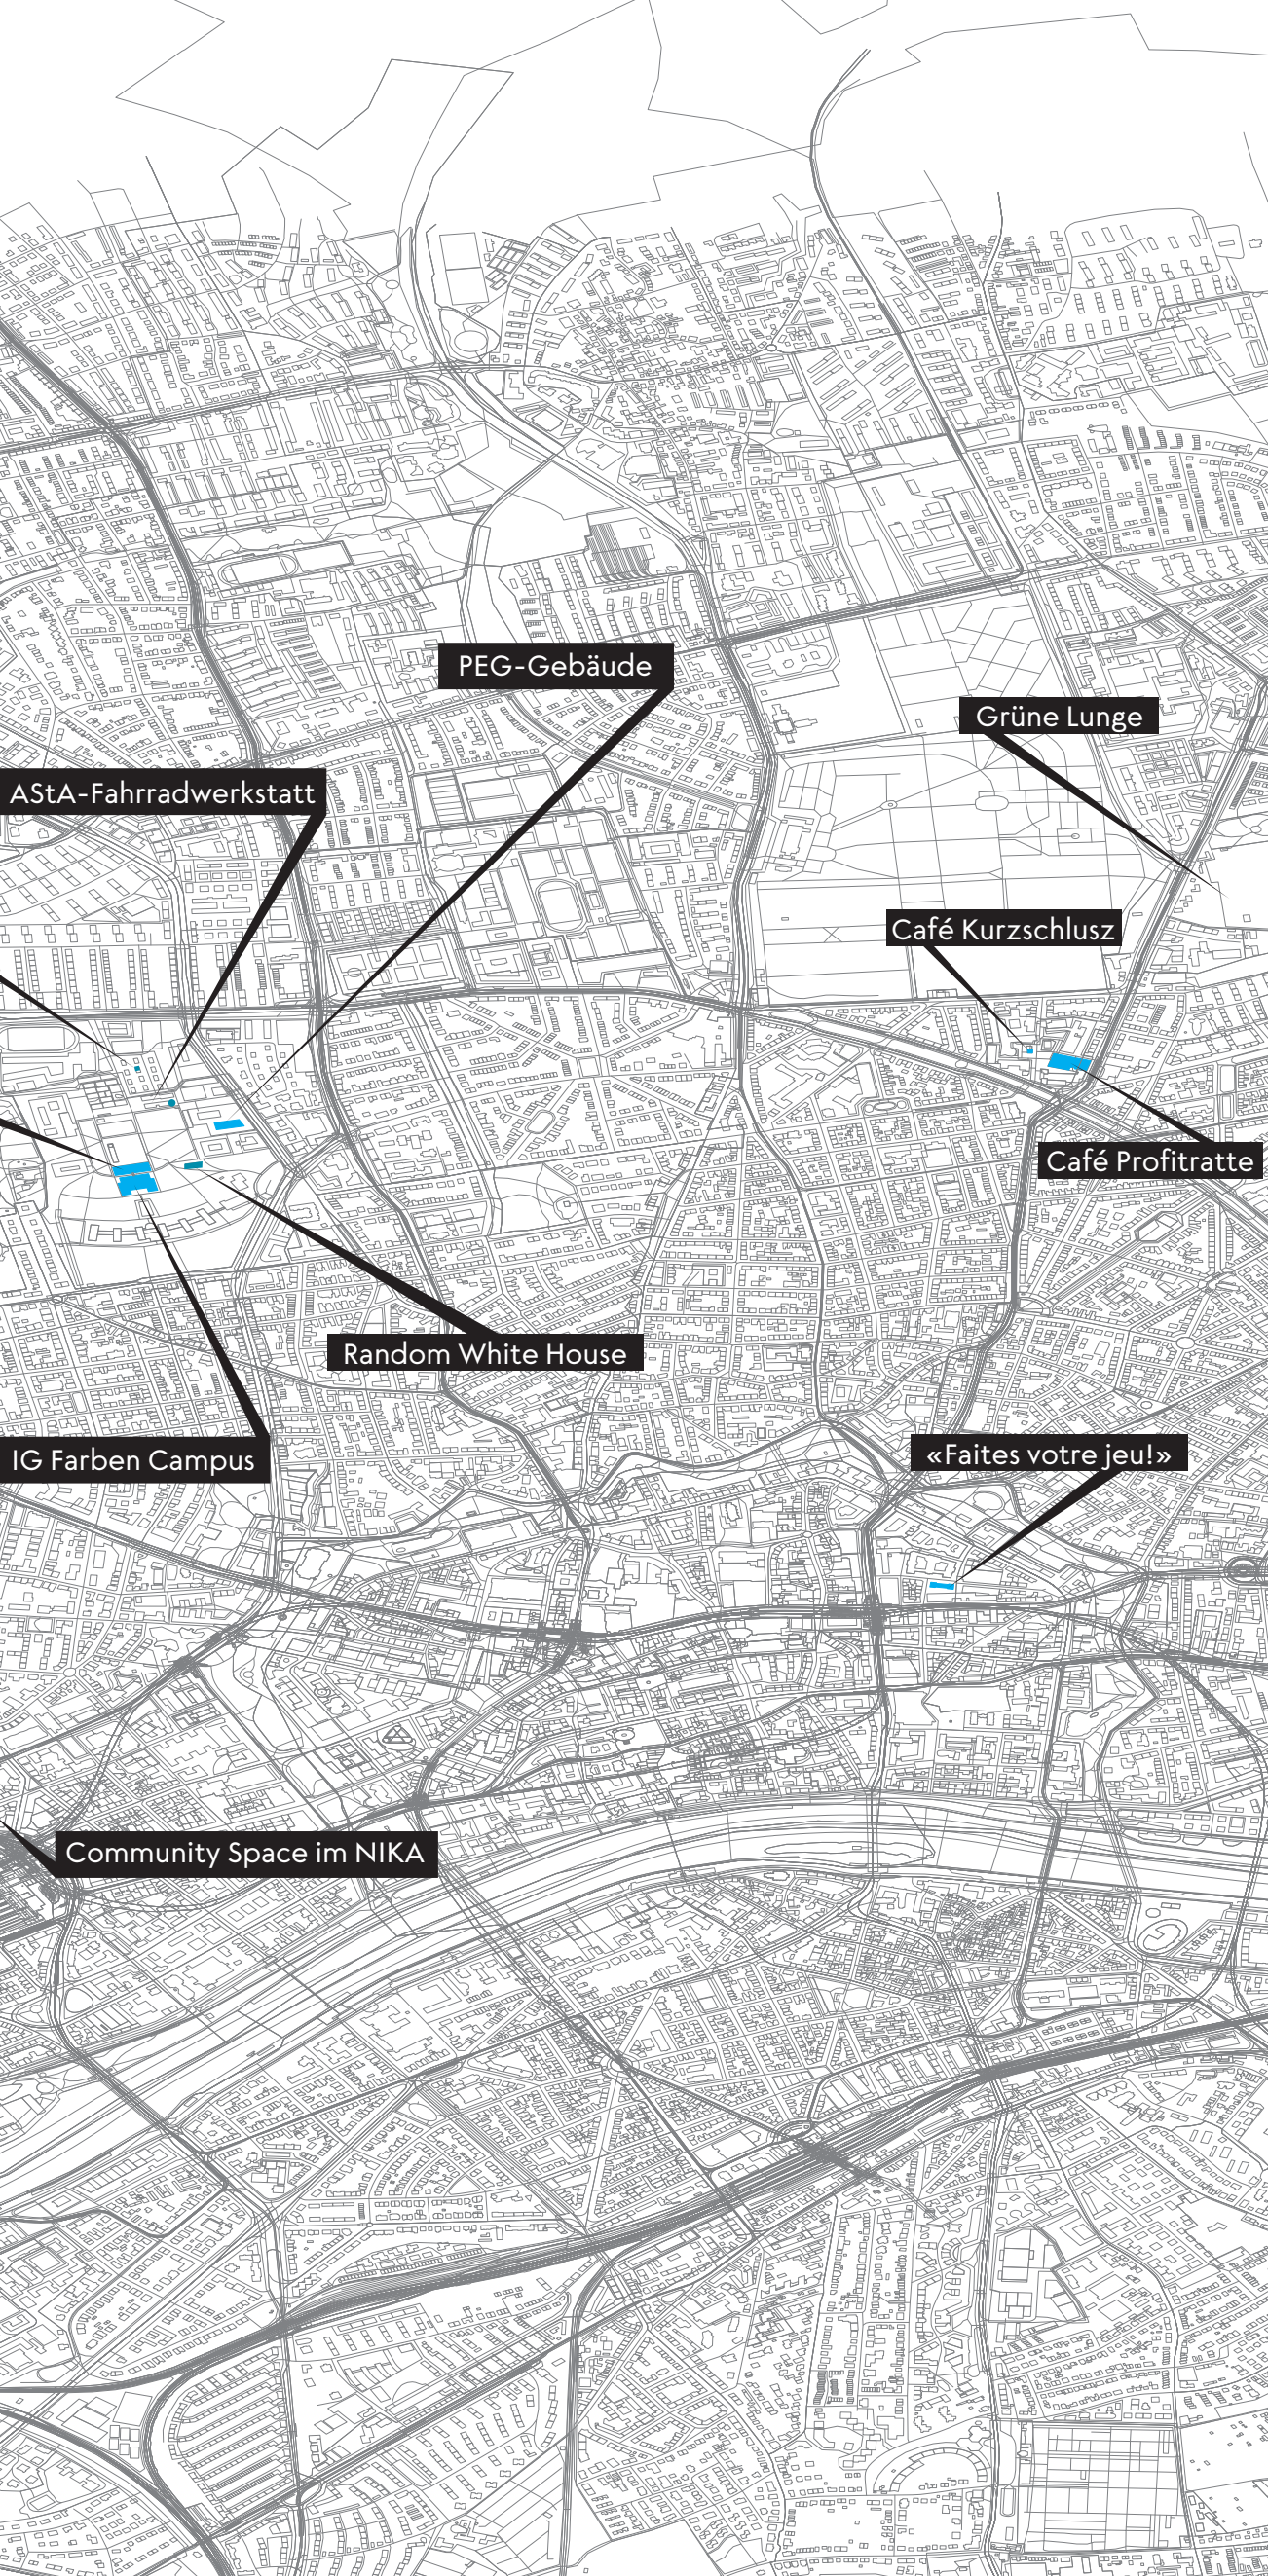 PEG-Gebäude
Grüne Lunge
AStA-Fahrradwerkstatt
Café Kurzschlusz
Café Profitratte
Random White House
IG Farben Campus
«Faites votre jeu!»
Community Space im NIKA